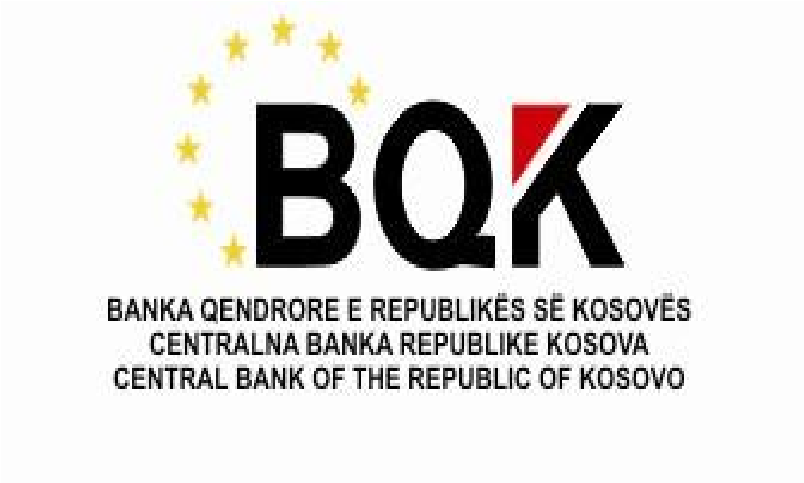 BQK
BANKA QENDRORE E REPUBLIKËS SË KOSOVËS
CENTRALNA BANKA REPUBLIKE KOSOVA
CENTRAL BANK OF THE REPUBLIC OF KOSOVO